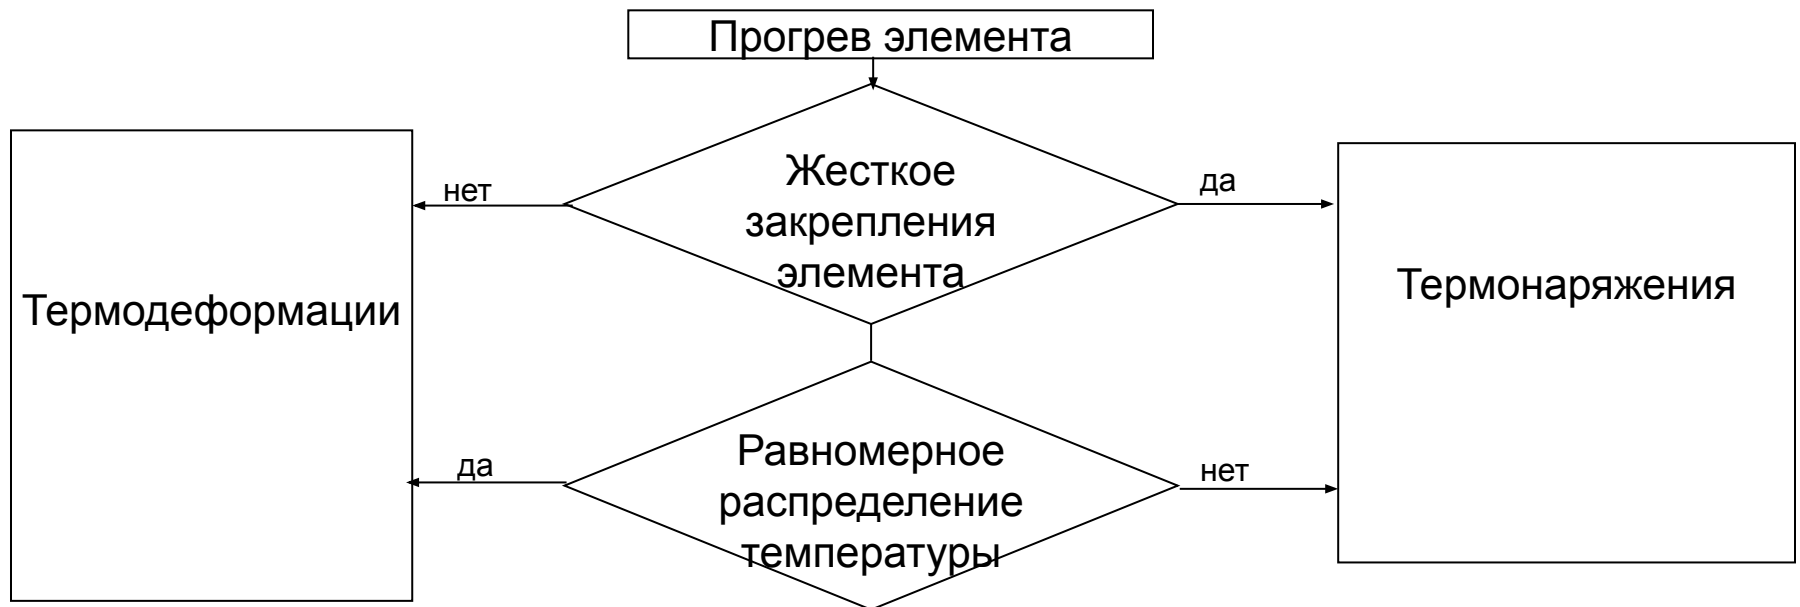 Прогрев элемента
Жесткое
закрепления
элемента
нет
да
Термодеформации
Термонаряжения
Равномерное
распределение
температуры
да
нет